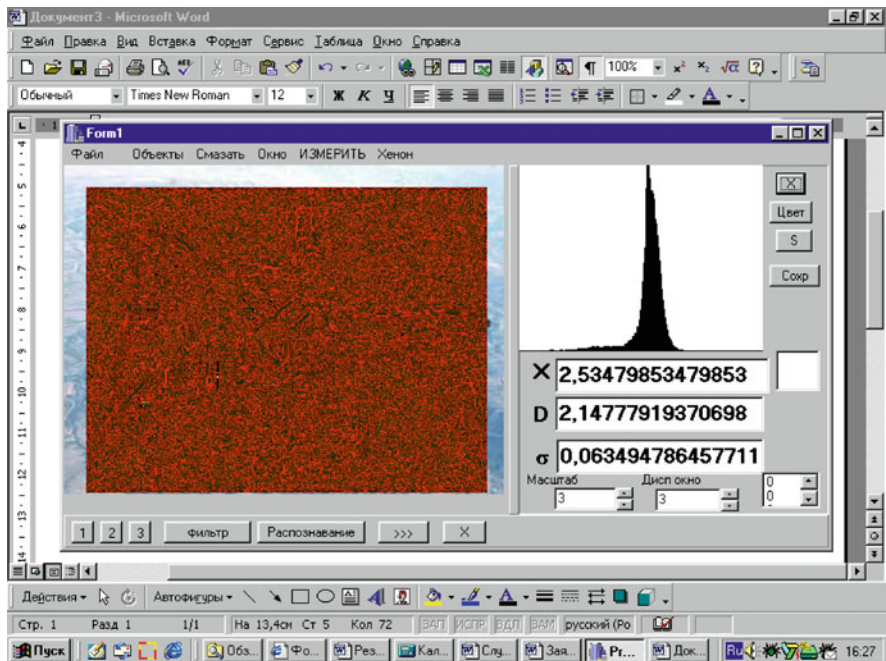 Документ3 - Microsoft Word
Файл Правка Вид Вставка Формат Сервис Таблица Окно Справка
100%
Обычный Times New Roman 12 Ж К Ч
Form1
Файл Объекты Смазать Окно ИЗМЕРИТЬ Хенон
X
Цвет
S
Сохр
X 2,53479853479853
D 2,14777919370698
σ 0,063494786457711
Масштаб Дисп окно
3 3 0
0
1 2 3 Фильтр Распознавание >>> X
Действия Автофигуры
Стр. 1 Разд 1 1/1 На 13,4см Ст 5 Кол 72 ЗАП ИСПР ВДЛ ЗАМ русский (Ро
Пуск Обз... Фо... Рез... Кал... Слу... Зая... Pr... Док... Ru 16:27